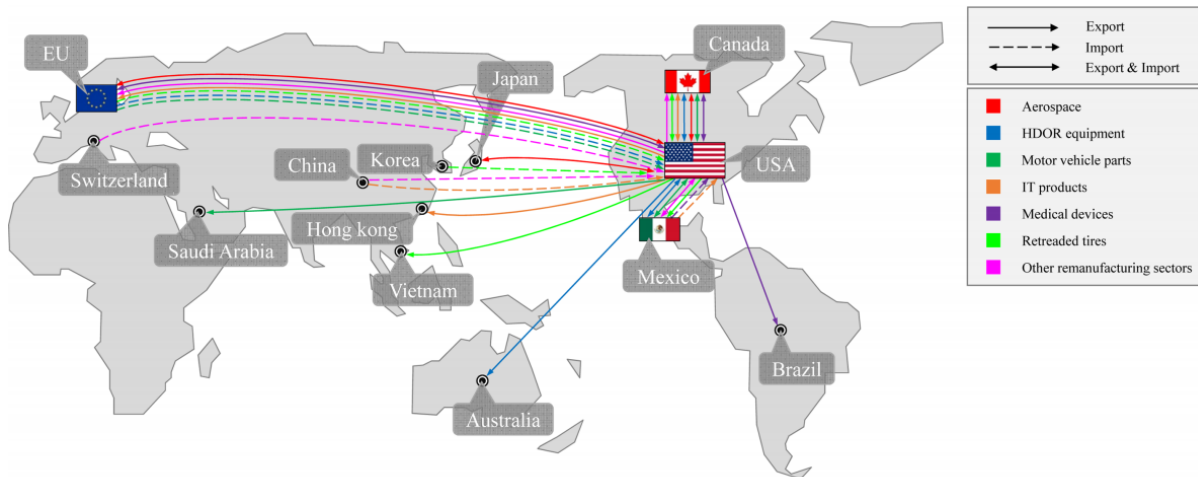 EU
Canada
Japan
China
Korea
USA
Switzerland
Saudi Arabia
Hong kong
Vietnam
Mexico
Brazil
Australia
Export
Import
Export & Import
Aerospace
HDOR equipment
Motor vehicle parts
IT products
Medical devices
Retreaded tires
Other remanufacturing sectors